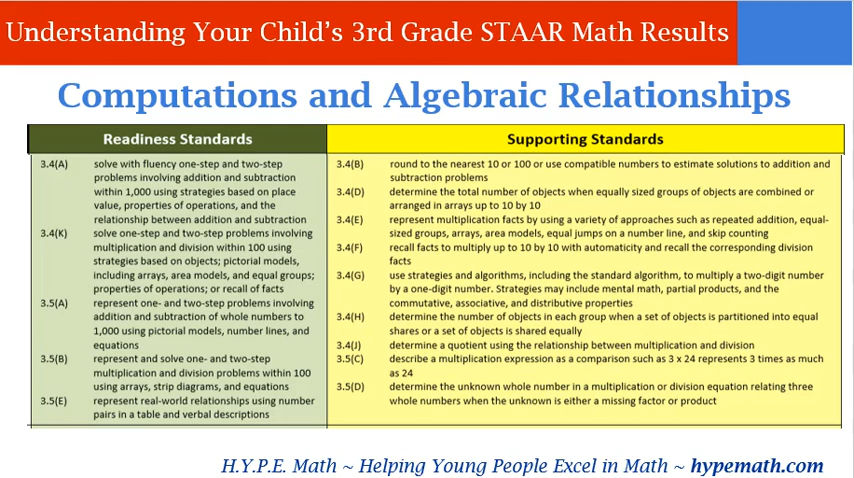 Understanding Your Child's 3rd Grade STAAR Math Results
Computations and Algebraic Relationships
Readiness Standards
3.4(A) solve with fluency one-step and two-step
problems involving addition and subtraction
within 1,000 using strategies based on place
value, properties of operations, and the
relationship between addition and subtraction
3.4(K) solve one-step and two-step problems involving
multiplication and division within 100 using
strategies based on objects; pictorial models,
including arrays, area models, and equal groups;
properties of operations; or recall of facts
3.5(A) represent one- and two-step problems involving
addition and subtraction of whole numbers to
1,000 using pictorial models, number lines, and
equations
3.5(B) represent and solve one- and two-step
multiplication and division problems within 100
using arrays, strip diagrams, and equations
3.5(E) represent real-world relationships using number
pairs in a table and verbal descriptions
Supporting Standards
3.4(B) round to the nearest 10 or 100 or use compatible numbers to estimate solutions to addition and
subtraction problems
3.4(D) determine the total number of objects when equally sized groups of objects are combined or
arranged in arrays up to 10 by 10
3.4(E) represent multiplication facts by using a variety of approaches such as repeated addition, equal-
sized groups, arrays, area models, equal jumps on a number line, and skip counting
3.4(F) recall facts to multiply up to 10 by 10 with automaticity and recall the corresponding division
facts
3.4(G) use strategies and algorithms, including the standard algorithm, to multiply a two-digit number
by a one-digit number. Strategies may include mental math, partial products, and the
commutative, associative, and distributive properties
3.4(H) determine the number of objects in each group when a set of objects is partitioned into equal
shares or a set of objects is shared equally
3.4(J) determine a quotient using the relationship between multiplication and division
3.5(C) describe a multiplication expression as a comparison such as 3 x 24 represents 3 times as much
as 24
3.5(D) determine the unknown whole number in a multiplication or division equation relating three
whole numbers when the unknown is either a missing factor or product
H.Y.P.E. Math ~ Helping Young People Excel in Math ~ hypemath.com